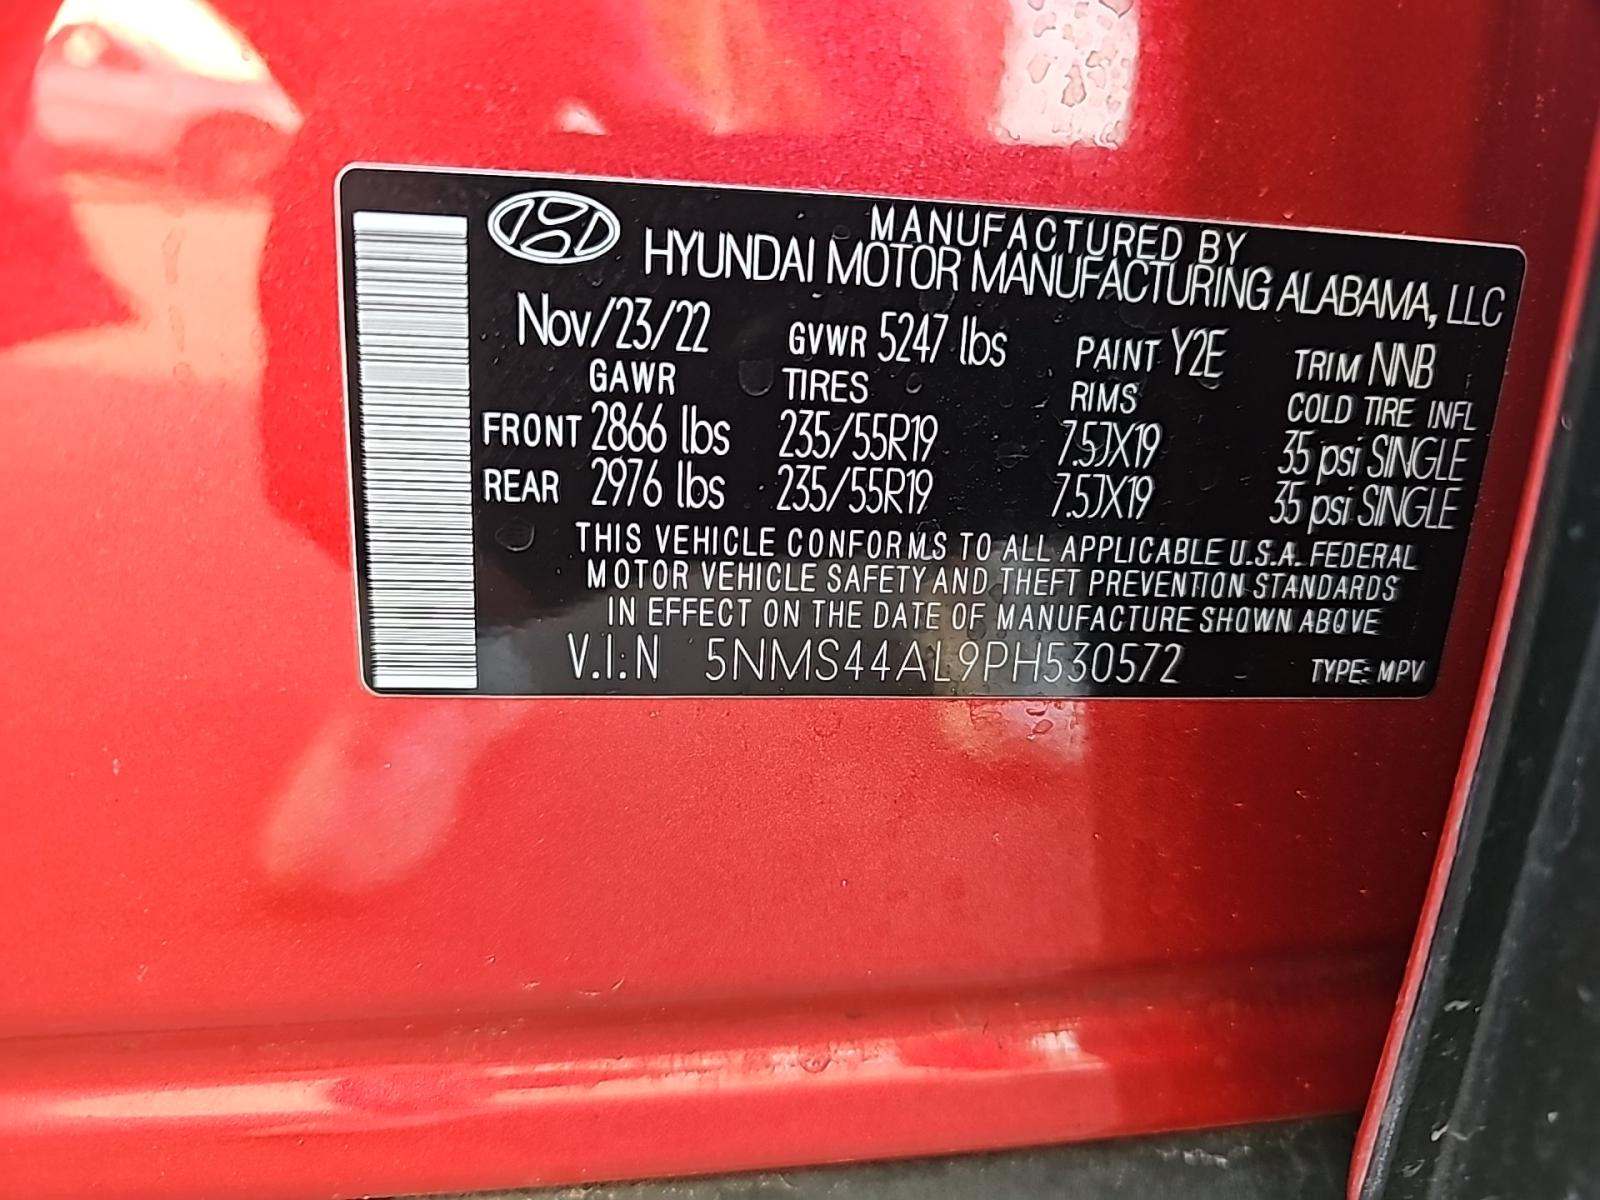 MANUFACTURED BY
HYUNDAI MOTOR MANUFACTURING ALABAMA, LLC
Nov/23/22 GVWR 5247 lbs PAINT Y2E TRIM NNB
GAWR TIRES RIMS COLD TIRE INFL
FRONT 2866 lbs 235/55R19 7.5JX19 35 psi SINGLE
REAR 2976 lbs 235/55R19 7.5JX19 35 psi SINGLE
THIS VEHICLE CONFORMS TO ALL APPLICABLE U.S.A. FEDERAL
MOTOR VEHICLE SAFETY AND THEFT PREVENTION STANDARDS
IN EFFECT ON THE DATE OF MANUFACTURE SHOWN ABOVE
V.I.N 5NMS44AL9PH530572 TYPE: MPV